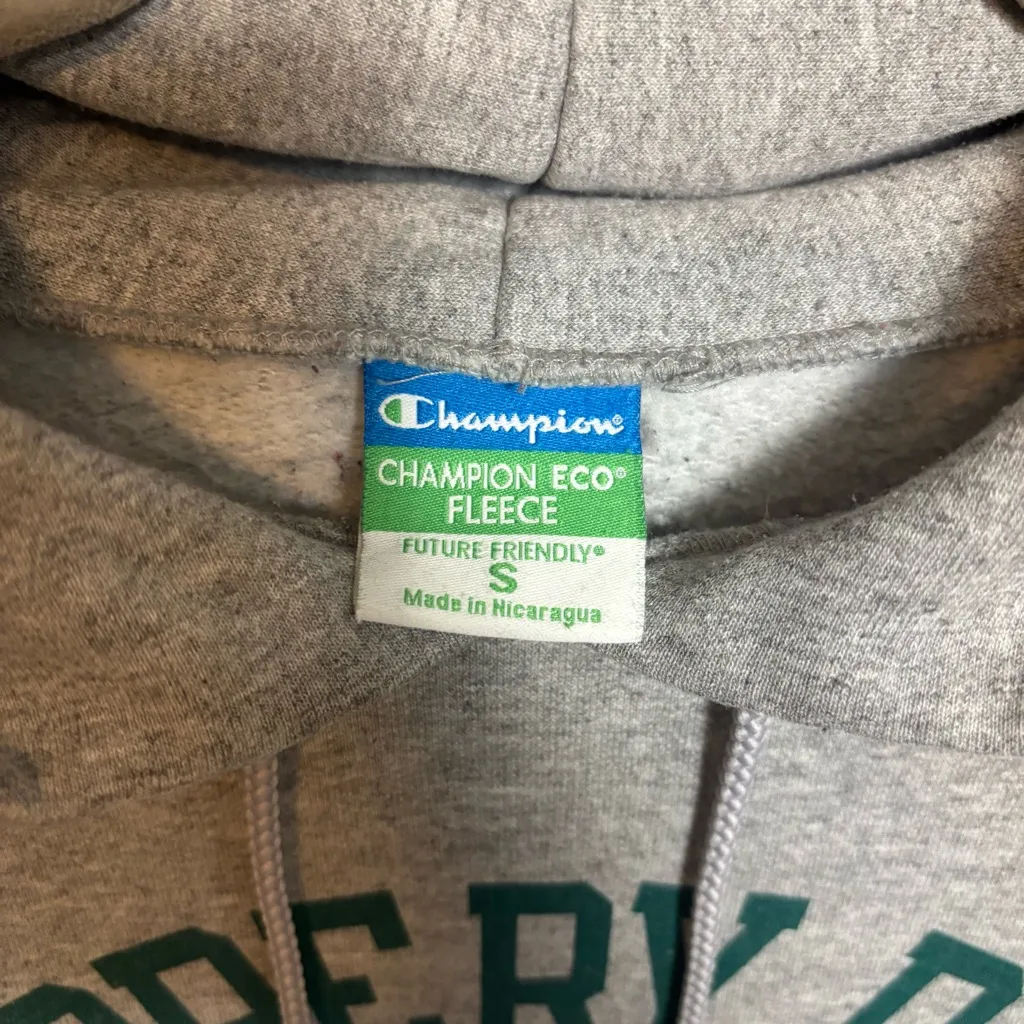 Champion®
CHAMPION ECO®
FLEECE
FUTURE FRIENDLY®
S
Made in Nicaragua